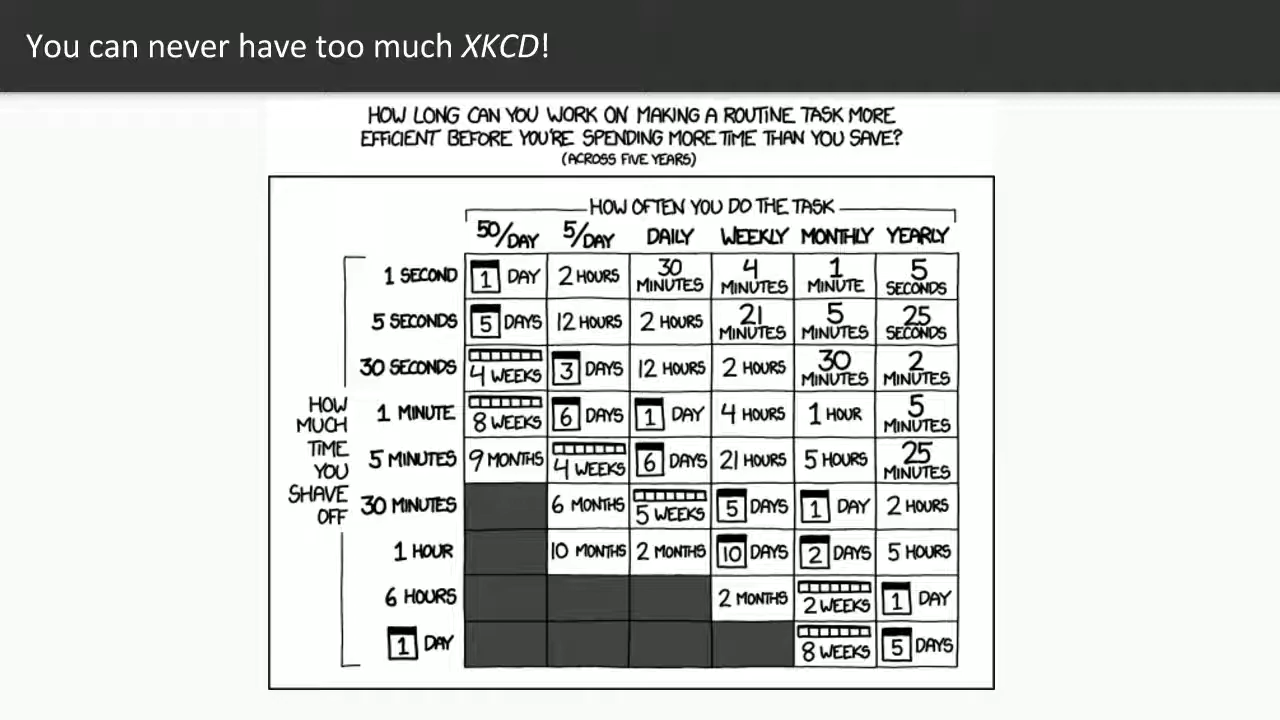 You can never have too much XKCD!
HOW LONG CAN YOU WORK ON MAKING A ROUTINE TASK MORE
EFFICIENT BEFORE YOU'RE SPENDING MORE TIME THAN YOU SAVE?
(ACROSS FIVE YEARS)
HOW OFTEN YOU DO THE TASK
50/DAY 5/DAY DAILY WEEKLY MONTHLY YEARLY
HOW MUCH TIME YOU SHAVE OFF
1 SECOND 1 DAY 2 HOURS 30 MINUTES 4 MINUTES 1 MINUTE 5 SECONDS
5 SECONDS 5 DAYS 12 HOURS 2 HOURS 21 MINUTES 5 MINUTES 25 SECONDS
30 SECONDS 4 WEEKS 3 DAYS 12 HOURS 2 HOURS 30 MINUTES 2 MINUTES
1 MINUTE 8 WEEKS 6 DAYS 1 DAY 4 HOURS 1 HOUR 5 MINUTES
5 MINUTES 9 MONTHS 4 WEEKS 6 DAYS 21 HOURS 5 HOURS 25 MINUTES
30 MINUTES 6 MONTHS 5 WEEKS 5 DAYS 1 DAY 2 HOURS
1 HOUR 10 MONTHS 2 MONTHS 10 DAYS 2 DAYS 5 HOURS
6 HOURS 2 MONTHS 2 WEEKS 1 DAY
1 DAY 8 WEEKS 5 DAYS